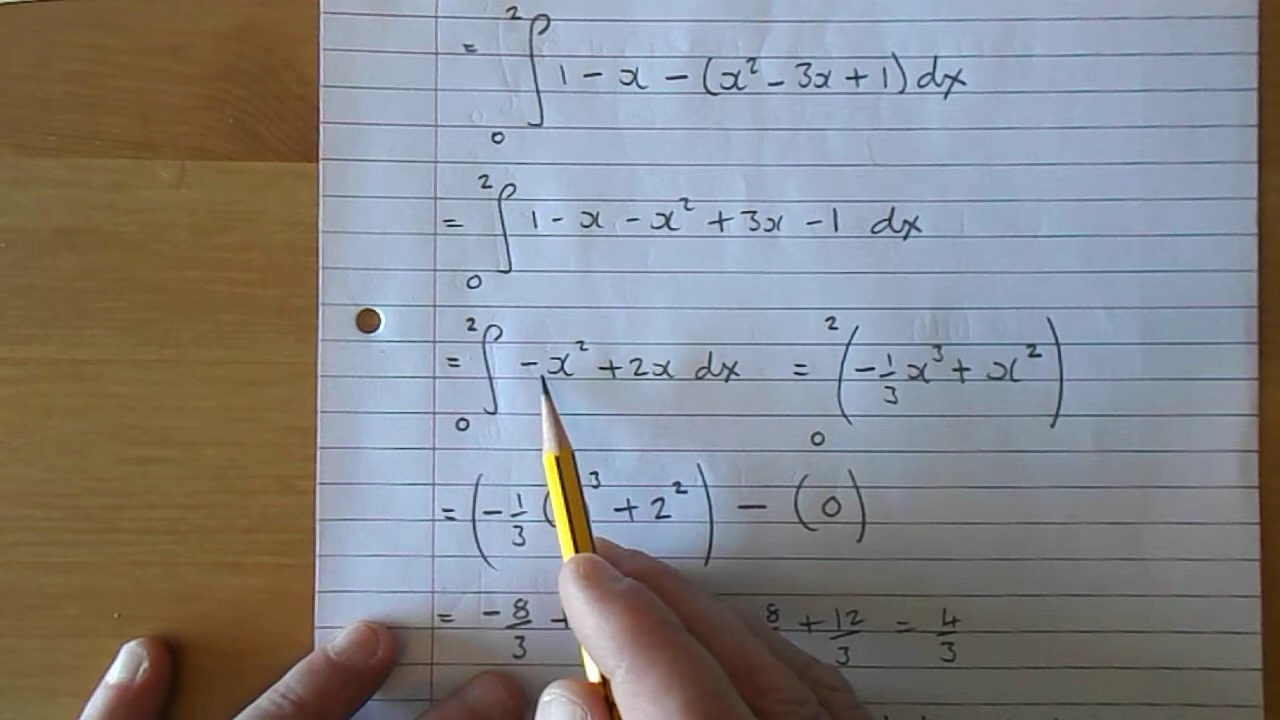 = ∫₀² 1 - x - (x² - 3x + 1) dx
= ∫₀² 1 - x - x² + 3x - 1 dx
= ∫₀² -x² + 2x dx = ₀²(-1/3 x³ + x²)
= (-1/3 ( ³ + 2²) - (0)
= -8/3 + 8 + 12/3 = 4/3